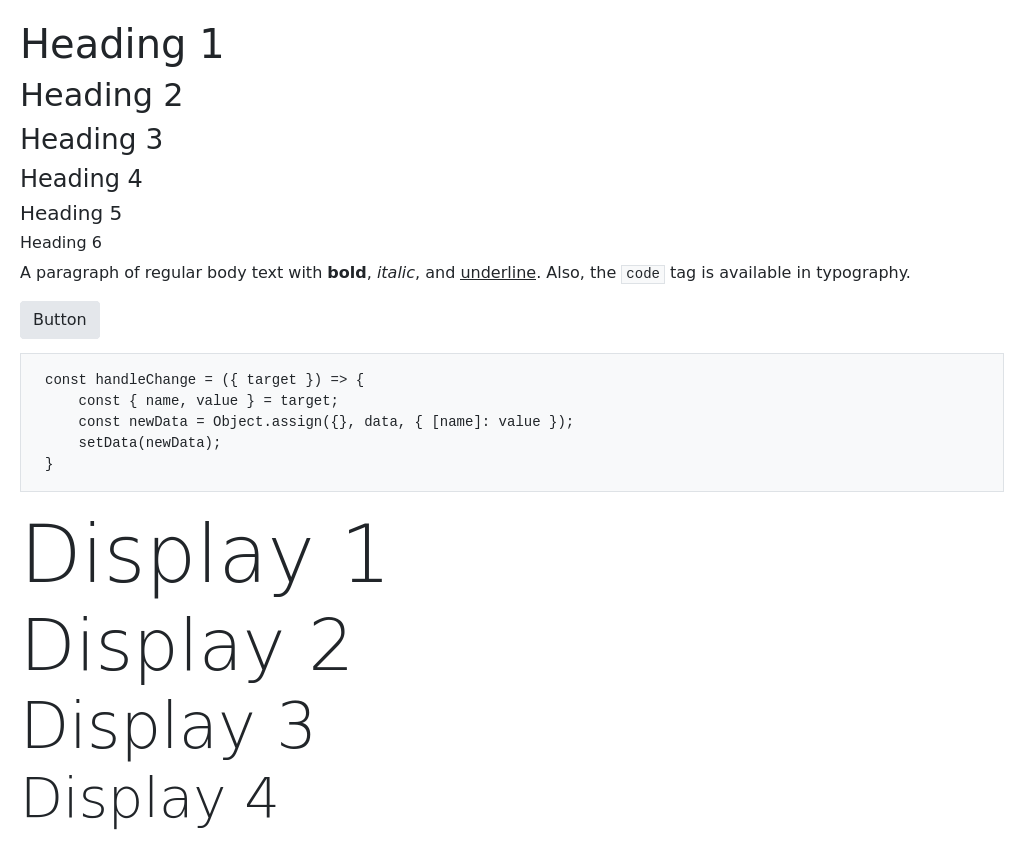 Heading 1
Heading 2
Heading 3
Heading 4
Heading 5
Heading 6
A paragraph of regular body text with bold, italic, and underline. Also, the code tag is available in typography.
Button
const handleChange = ({ target }) => {
    const { name, value } = target;
    const newData = Object.assign({}, data, { [name]: value });
    setData(newData);
}
Display 1
Display 2
Display 3
Display 4